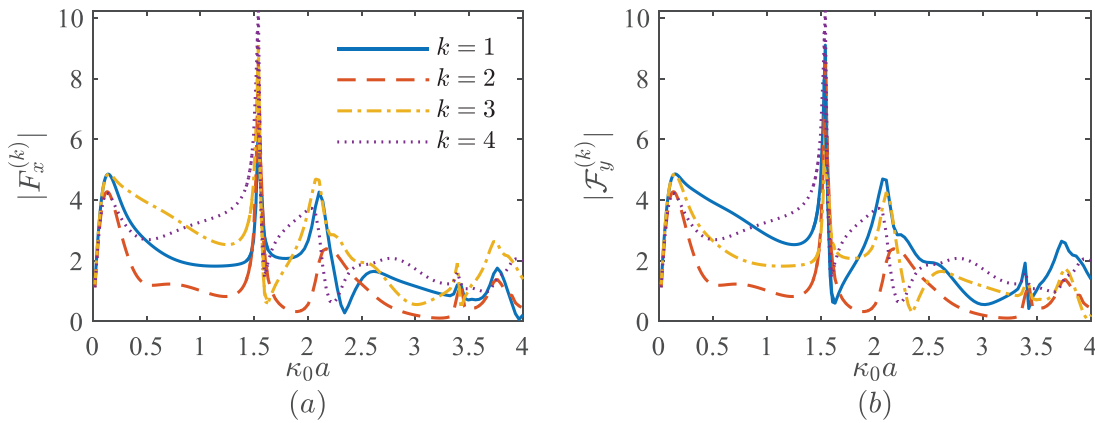 |F_x^{(k)}|
10
8
6
4
2
0
k = 1
k = 2
k = 3
k = 4
0 0.5 1 1.5 2 2.5 3 3.5 4
κ₀a
(a)
|ℱ_y^{(k)}|
10
8
6
4
2
0
0 0.5 1 1.5 2 2.5 3 3.5 4
κ₀a
(b)